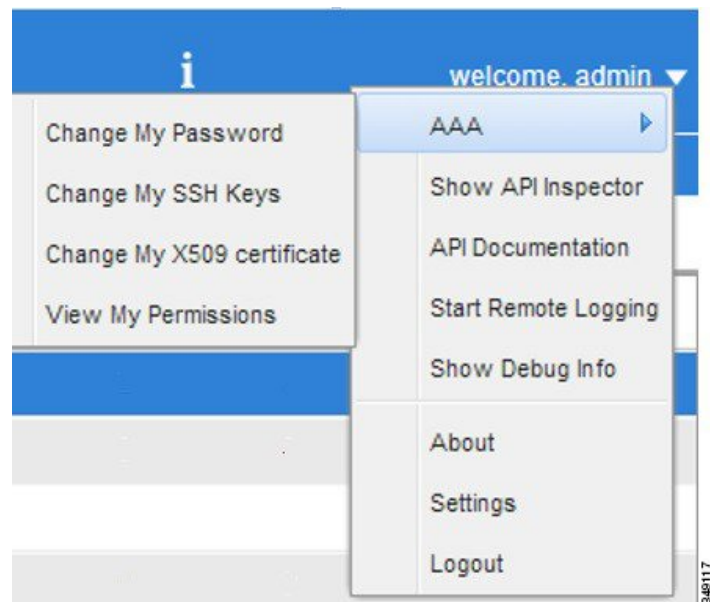 i
welcome, admin
AAA
Show API Inspector
API Documentation
Start Remote Logging
Show Debug Info
About
Settings
Logout
Change My Password
Change My SSH Keys
Change My X509 certificate
View My Permissions
349117